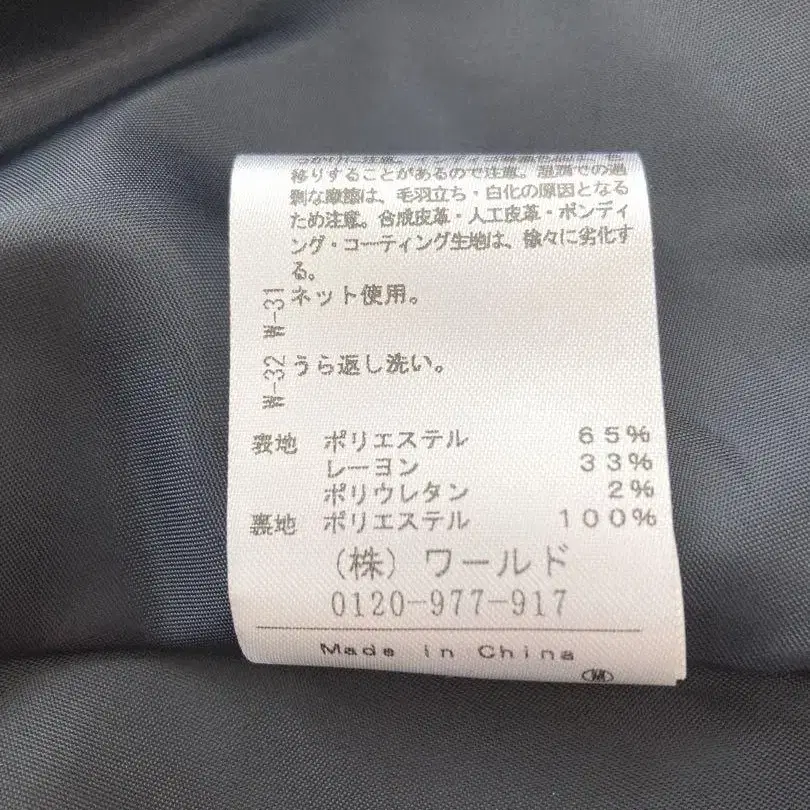 移りすることがあるので注意。湿潤での過
剰な摩擦は、毛羽立ち・白化の原因となる
ため注意。合成皮革・人工皮革・ボンディ
ング・コーティング生地は、徐々に劣化す
る。
W-31 ネット使用。
W-32 うら返し洗い。
表地 ポリエステル 65%
レーヨン 33%
ポリウレタン 2%
裏地 ポリエステル 100%
(株) ワールド
0120-977-917
Made in China
M